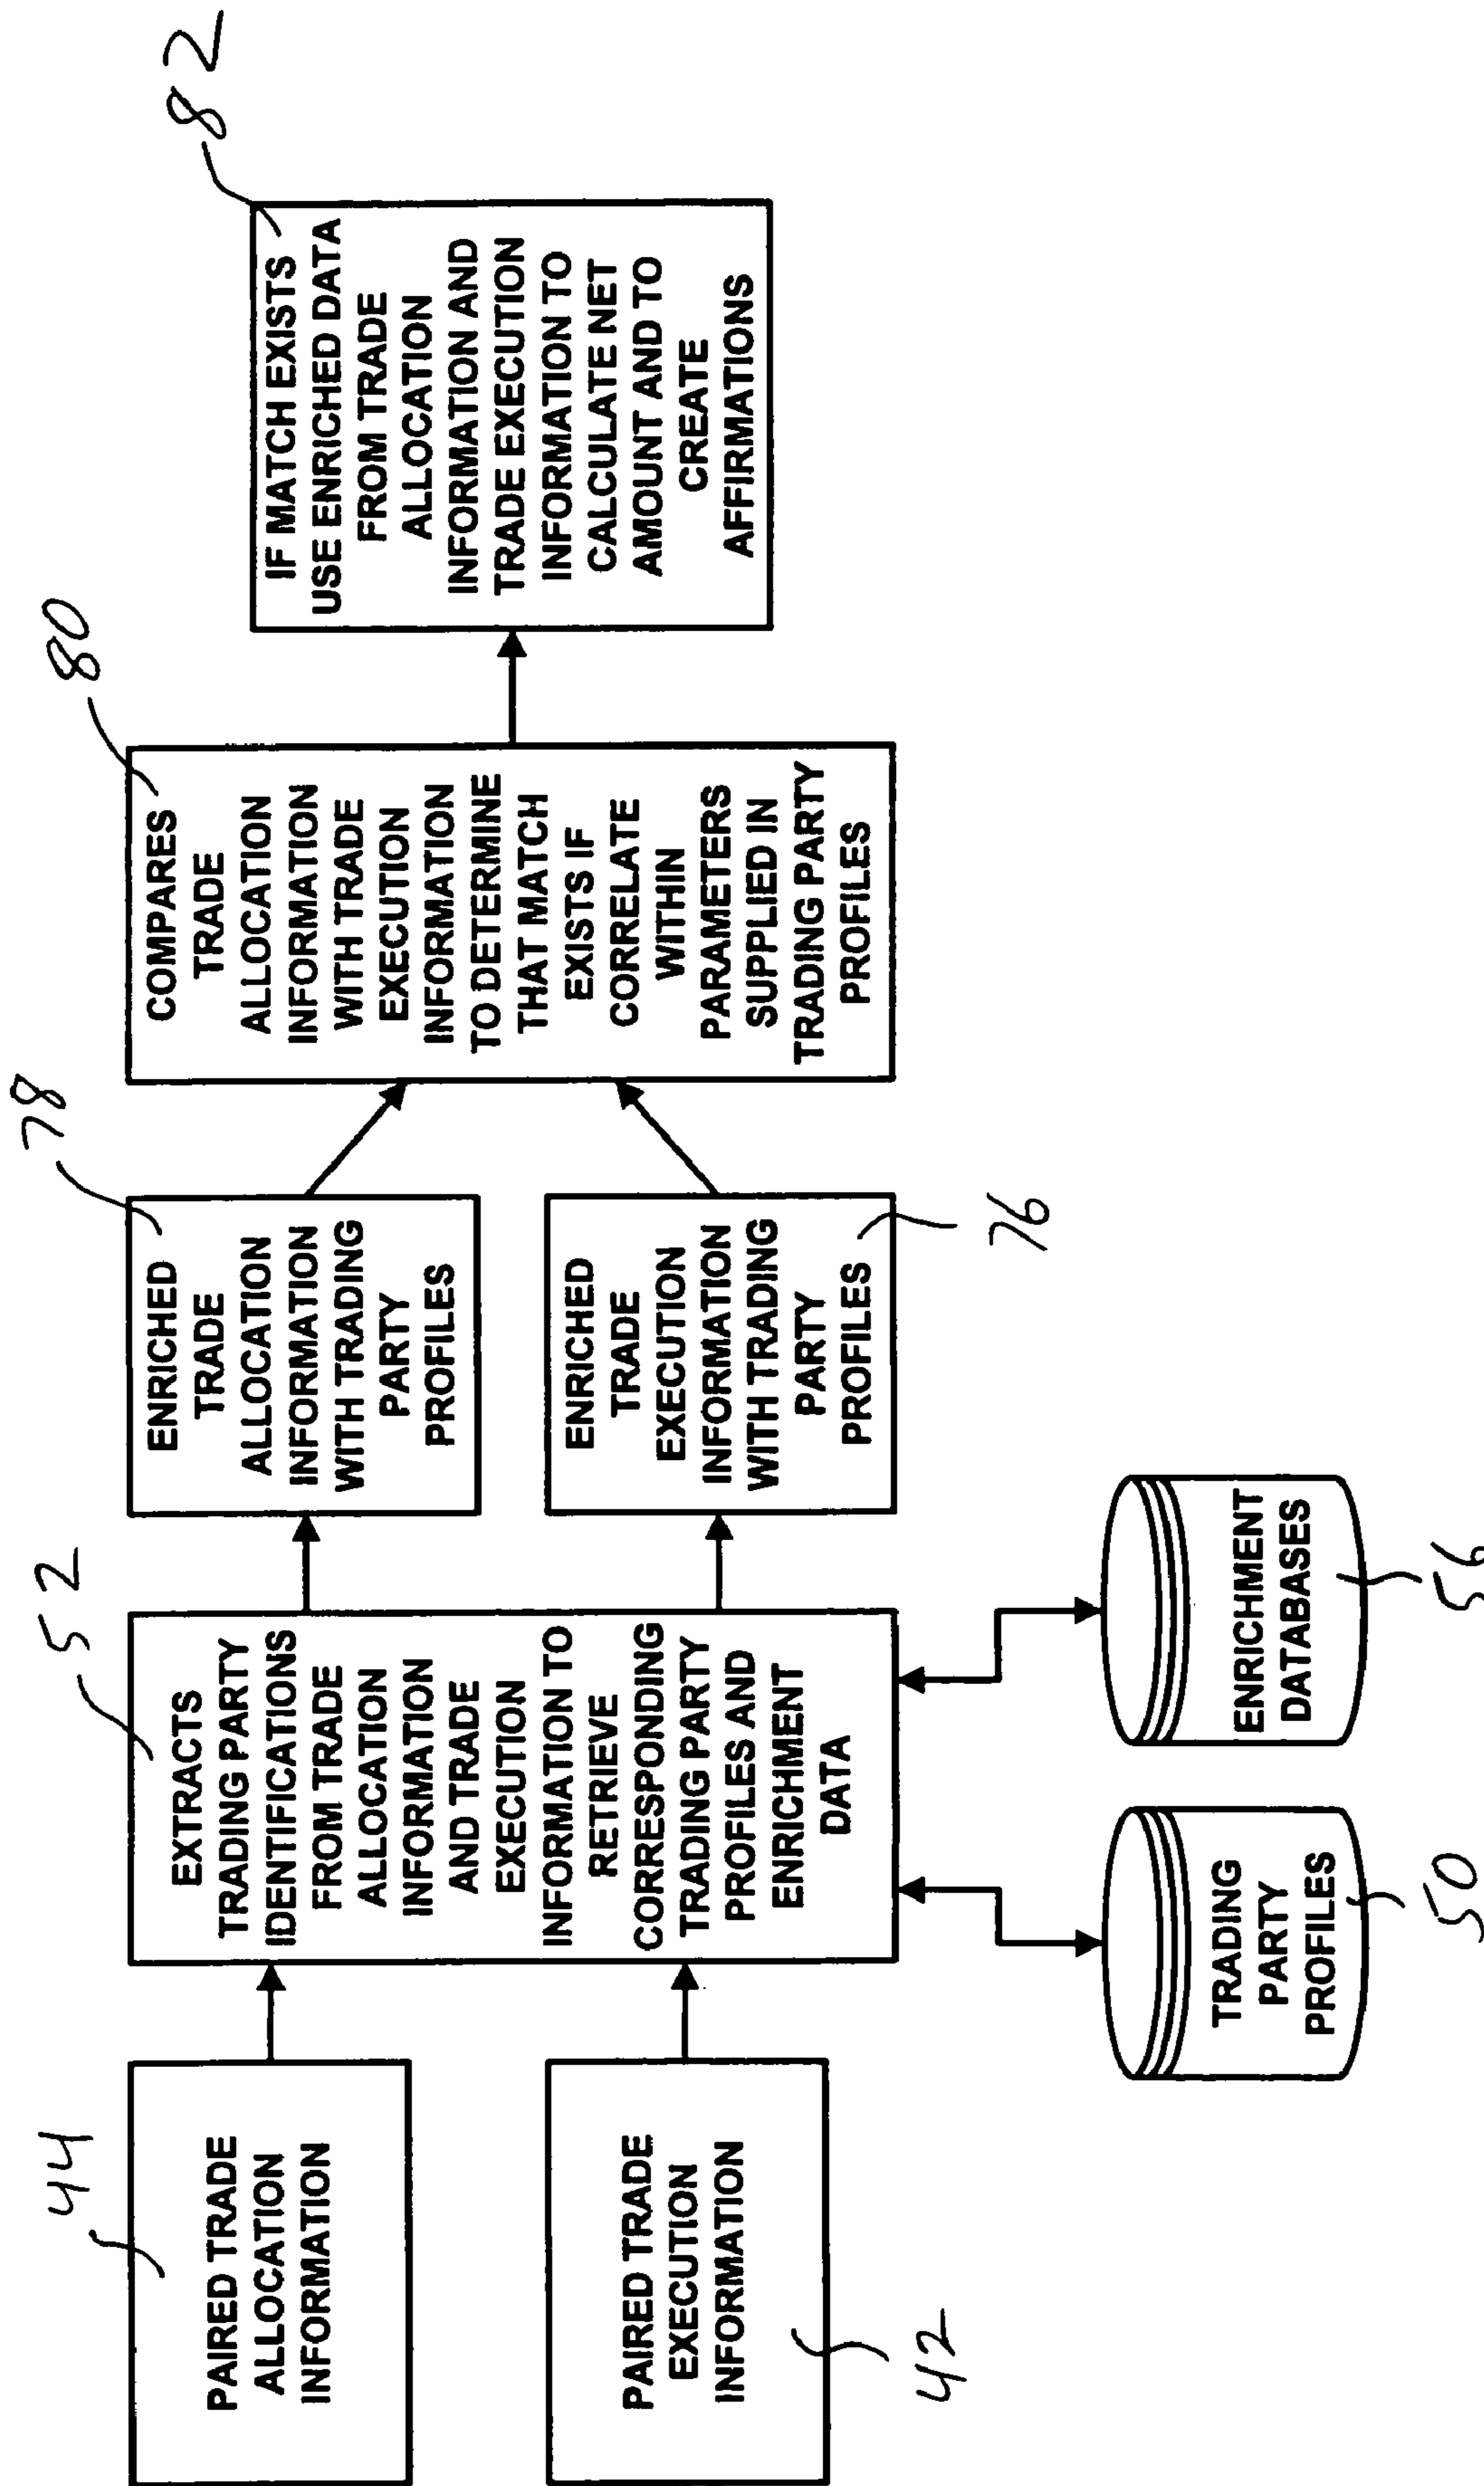 44
PAIRED TRADE
ALLOCATION
INFORMATION
PAIRED TRADE
EXECUTION
INFORMATION
42
52
EXTRACTS
TRADING PARTY
IDENTIFICATIONS
FROM TRADE
ALLOCATION
INFORMATION
AND TRADE
EXECUTION
INFORMATION TO
RETRIEVE
CORRESPONDING
TRADING PARTY
PROFILES AND
ENRICHMENT
DATA
TRADING
PARTY
PROFILES
50
ENRICHMENT
DATABASES
56
78
ENRICHED
TRADE
ALLOCATION
INFORMATION
WITH TRADING
PARTY
PROFILES
ENRICHED
TRADE
EXECUTION
INFORMATION
WITH TRADING
PARTY
PROFILES
76
80
COMPARES
TRADE
ALLOCATION
INFORMATION
WITH TRADE
EXECUTION
INFORMATION
TO DETERMINE
THAT MATCH
EXISTS IF
CORRELATE
WITHIN
PARAMETERS
SUPPLIED IN
TRADING PARTY
PROFILES
82
IF MATCH EXISTS
USE ENRICHED DATA
FROM TRADE
ALLOCATION
INFORMATION AND
TRADE EXECUTION
INFORMATION TO
CALCULATE NET
AMOUNT AND TO
CREATE
AFFIRMATIONS